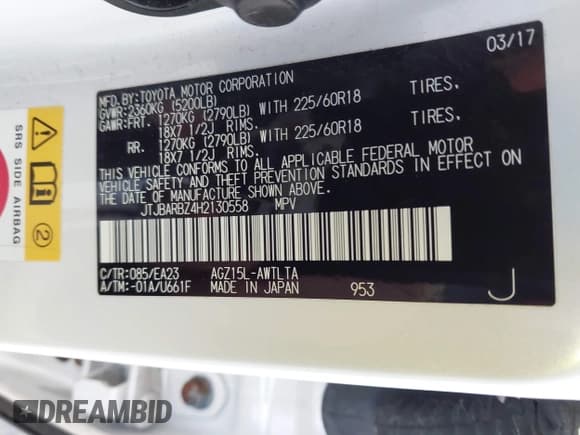 03/17
MFD. BY: TOYOTA MOTOR CORPORATION
GVWR: 2360KG (5200LB)
GAWR: FRT. 1270KG (2790LB) WITH 225/60R18 TIRES,
18X7 1/2J RIMS,
RR. 1270KG (2790LB) WITH 225/60R18 TIRES,
18X7 1/2J RIMS,
THIS VEHICLE CONFORMS TO ALL APPLICABLE FEDERAL MOTOR
VEHICLE SAFETY AND THEFT PREVENTION STANDARDS IN EFFECT ON
THE DATE OF MANUFACTURE SHOWN ABOVE.
JTJBARBZ4H2130558 MPV
C/TR: 085/EA23 AGZ15L-AWTLTA
A/TM: -01A/U661F MADE IN JAPAN 953 J
SRS SIDE AIRBAG
2
DREAMBID